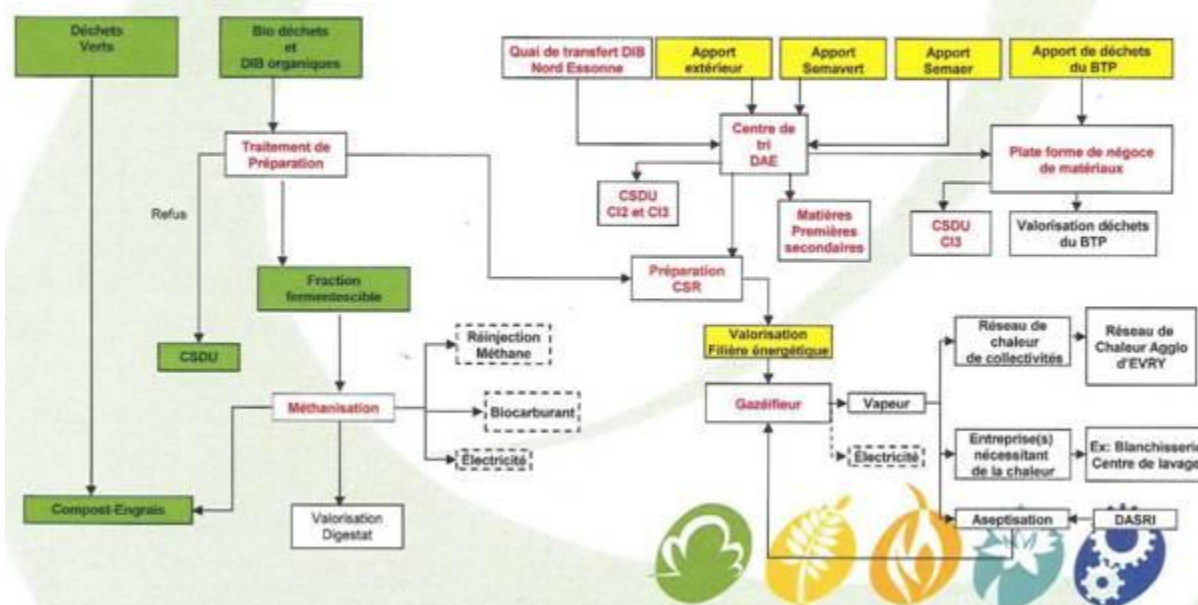 Déchets
Verts
Bio déchets
et
DIB organiques
Quai de transfert DIB
Nord Essonne
Apport
extérieur
Apport
Semavert
Apport
Semaer
Apport de déchets
du BTP
Traitement de
Préparation
Centre de
tri
DAE
Plate forme de négoce
de matériaux
Refus
CSDU
Cl2 et Cl3
Matières
Premières
secondaires
CSDU
Cl3
Valorisation déchets
du BTP
Fraction
fermentescible
Préparation
CSR
CSDU
Réinjection
Méthane
Valorisation
Filière énergétique
Réseau de
chaleur
de collectivités
Réseau de
Chaleur Agglo
d'EVRY
Méthanisation
Biocarburant
Gazéifieur
Vapeur
Électricité
Électricité
Entreprise(s)
nécessitant
de la chaleur
Ex: Blanchisserie
Centre de lavage
Compost-Engrais
Valorisation
Digestat
Aseptisation
DASRI